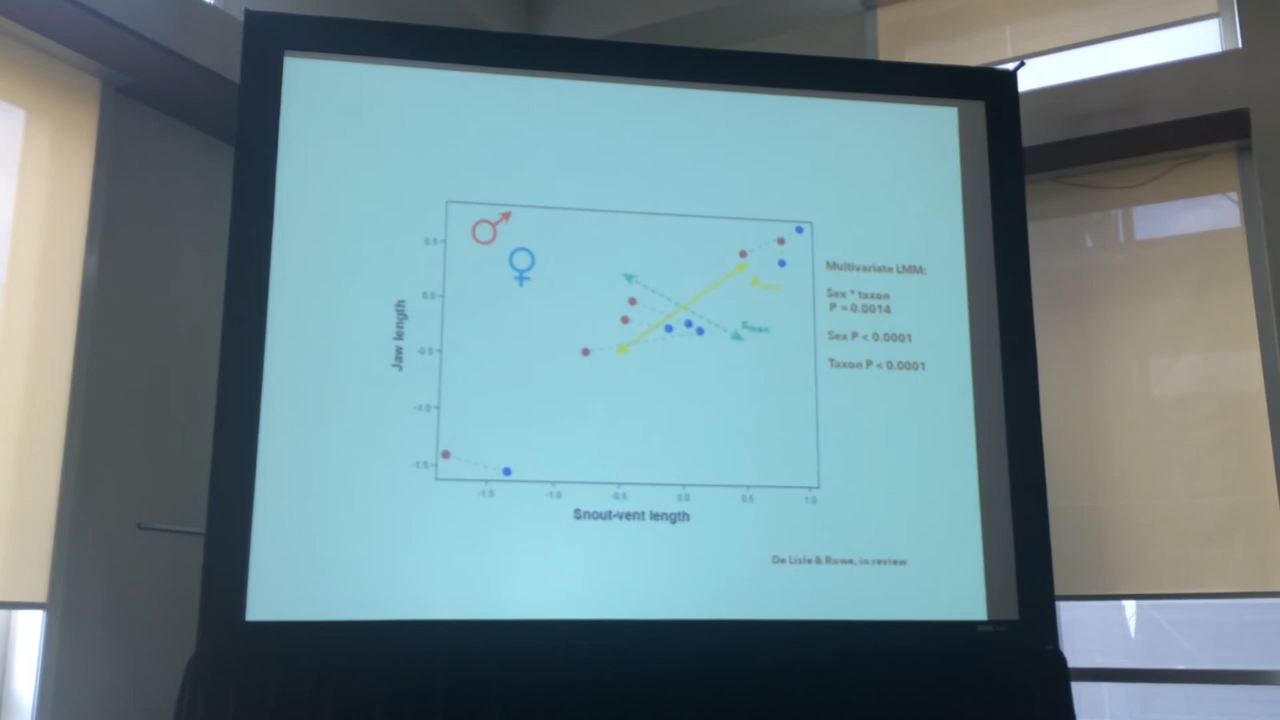 ♂
♀
0.5
0.0
-0.5
-1.0
-1.5
Jaw length
-1.5
-1.0
-0.5
0.0
0.5
1.0
Snout-vent length
Smax
Multivariate LMM:
Sex * taxon
P = 0.0014
Sex P < 0.0001
Taxon P < 0.0001
De Lisle & Rowe, in review